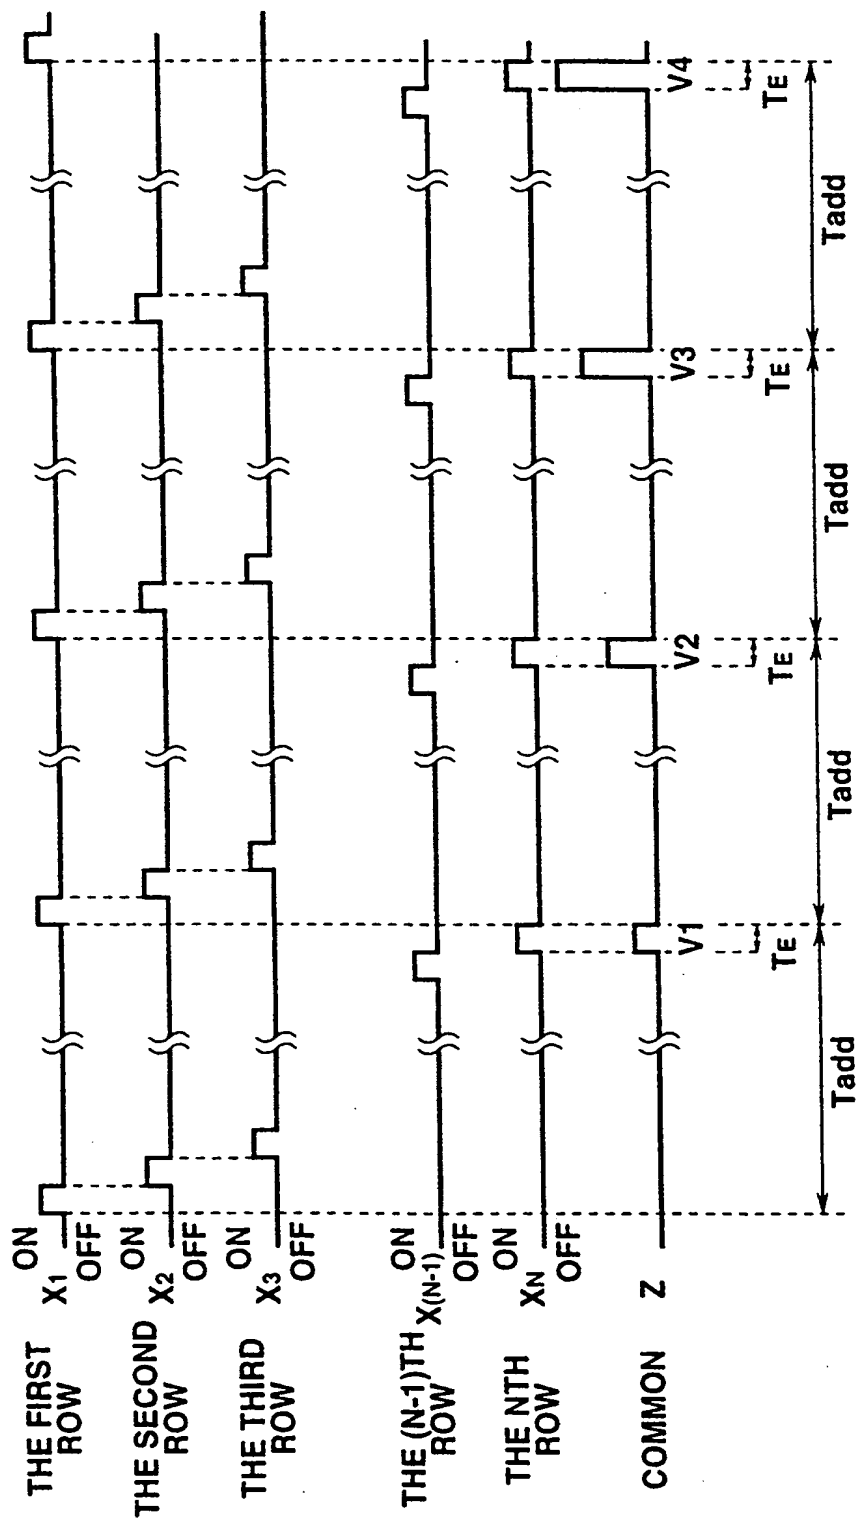 THE FIRST
ROW
X1
ON
OFF
THE SECOND
ROW
X2
ON
OFF
THE THIRD
ROW
X3
ON
OFF
THE (N-1)TH
ROW
X(N-1)
ON
OFF
THE NTH
ROW
XN
ON
OFF
COMMON
Z
V1
V2
V3
V4
TE
TE
TE
TE
Tadd
Tadd
Tadd
Tadd